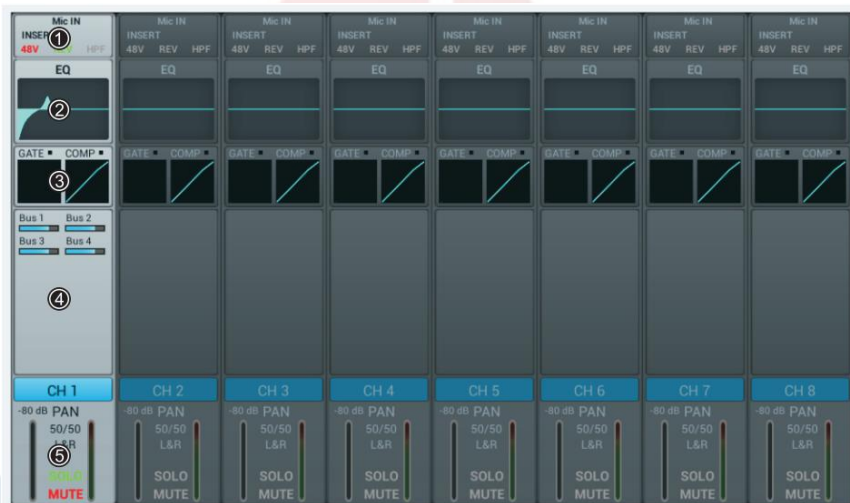 Mic IN Mic IN Mic IN Mic IN Mic IN Mic IN Mic IN Mic IN
① INSERT INSERT INSERT INSERT INSERT INSERT INSERT
48V HPF 48V REV HPF 48V REV HPF 48V REV HPF 48V REV HPF 48V REV HPF 48V REV HPF 48V REV HPF
EQ EQ EQ EQ EQ EQ EQ EQ
②
GATE COMP GATE COMP GATE COMP GATE COMP GATE COMP GATE COMP GATE COMP GATE COMP
③
Bus 1 Bus 2
Bus 3 Bus 4
④
CH 1 CH 2 CH 3 CH 4 CH 5 CH 6 CH 7 CH 8
-80 dB PAN -80 dB PAN -80 dB PAN -80 dB PAN -80 dB PAN -80 dB PAN -80 dB PAN -80 dB PAN
50/50 50/50 50/50 50/50 50/50 50/50 50/50 50/50
L&R L&R L&R L&R L&R L&R L&R L&R
⑤ SOLO SOLO SOLO SOLO SOLO SOLO SOLO SOLO
MUTE MUTE MUTE MUTE MUTE MUTE MUTE MUTE